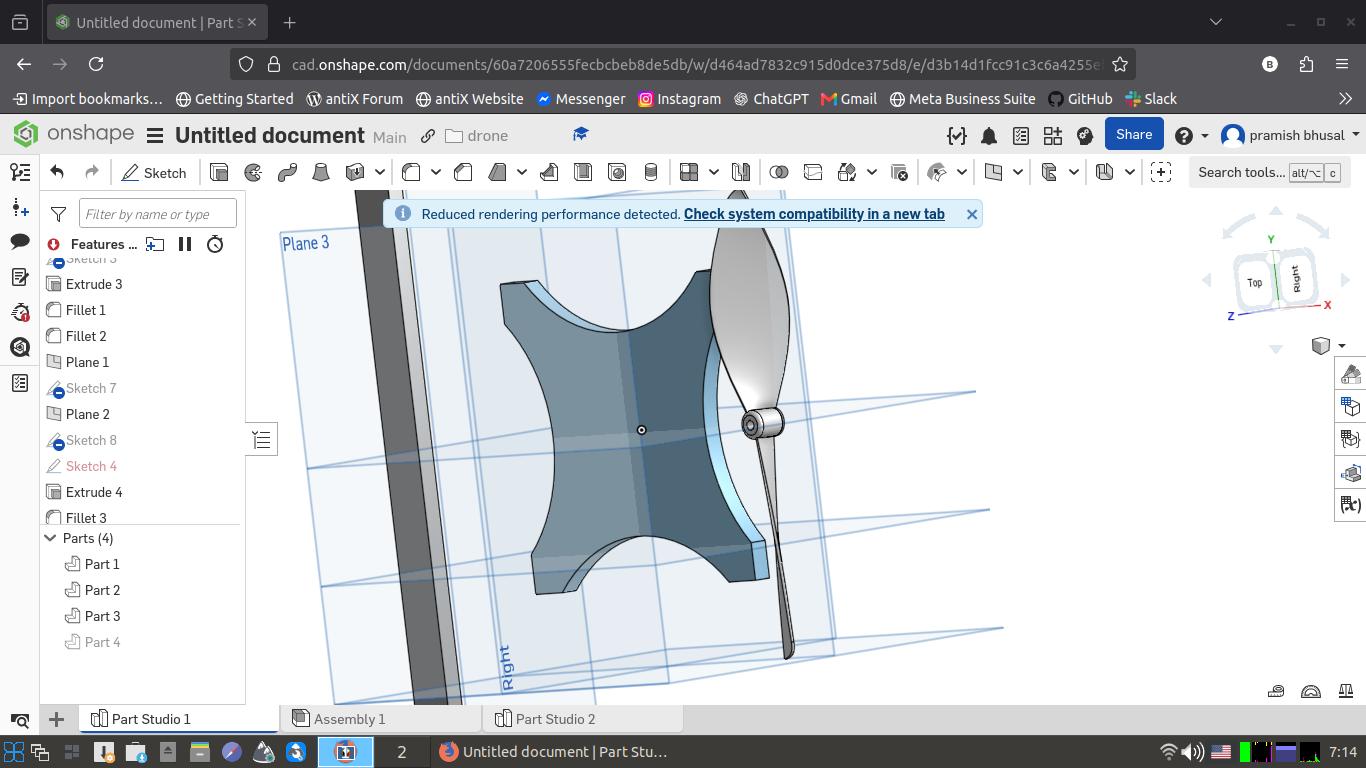 Untitled document | Part S
cad.onshape.com/documents/60a7206555fecbcbeb8de5db/w/d464ad7832c915d0dce375d8/e/d3b14d1fcc91c3c6a4255e
B
Import bookmarks…
Getting Started
antiX Forum
antiX Website
Messenger
Instagram
ChatGPT
Gmail
Meta Business Suite
GitHub
Slack
onshape
Untitled document
Main
drone
Share
pramish bhusal
Sketch
Search tools...
alt/⌥
c
Filter by name or type
Reduced rendering performance detected. Check system compatibility in a new tab
Features ...
Plane 3
Sketch 3
Extrude 3
Fillet 1
Fillet 2
Plane 1
Sketch 7
Plane 2
Sketch 8
Sketch 4
Extrude 4
Fillet 3
Parts (4)
Part 1
Part 2
Part 3
Part 4
Right
Y
Top
Right
X
Z
Part Studio 1
Assembly 1
Part Studio 2
2
Untitled document | Part Stu…
7:14